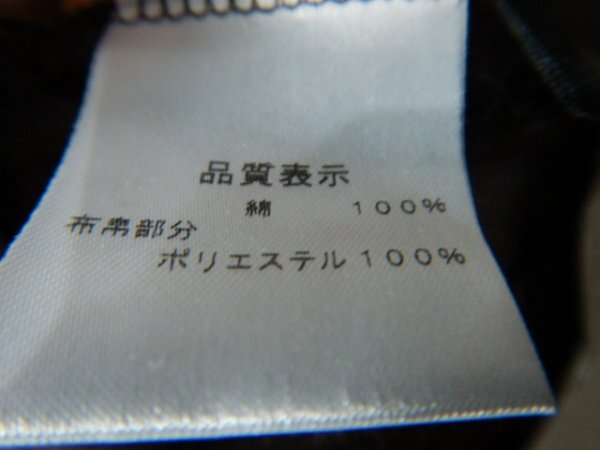 品質表示
綿 100%
布帛部分
ポリエステル100%